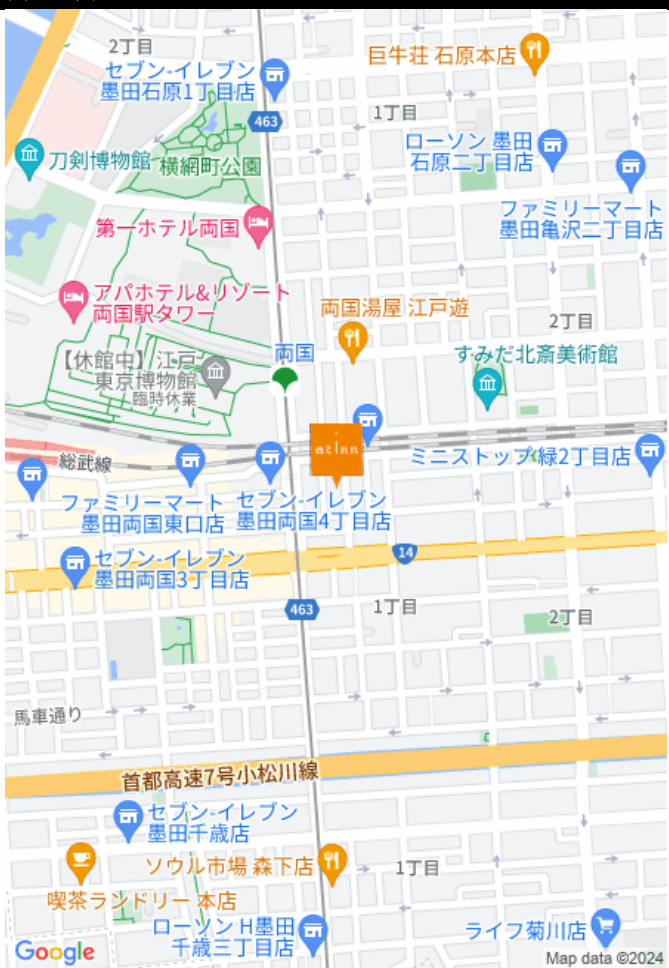 2丁目
巨牛荘 石原本店
セブン-イレブン
墨田石原1丁目店
1丁目
463
ローソン 墨田
石原二丁目店
刀剣博物館
横網町公園
ファミリーマート
墨田亀沢二丁目店
第一ホテル両国
アパホテル&リゾート
両国駅タワー
両国湯屋 江戸遊
2丁目
両国
すみだ北斎美術館
【休館中】江戸
東京博物館
臨時休業
at inn
総武線
ミニストップ 緑2丁目店
ファミリーマート
墨田両国東口店
セブン-イレブン
墨田両国4丁目店
14
セブン-イレブン
墨田両国3丁目店
463
1丁目
2丁目
馬車通り
首都高速7号小松川線
セブン-イレブン
墨田千歳店
ソウル市場 森下店
1丁目
喫茶ランドリー 本店
ローソン H墨田
千歳三丁目店
ライフ菊川店
Google
Map data ©2024